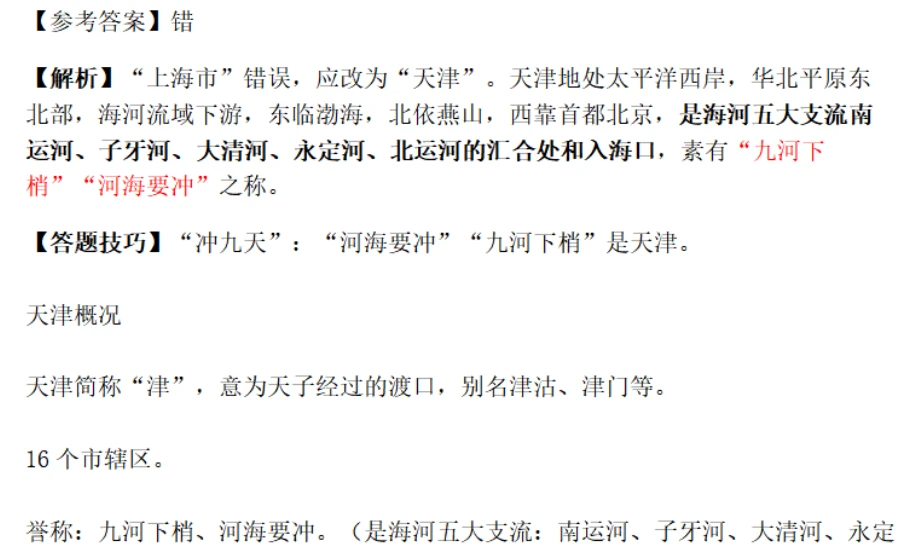 【参考答案】错
【解析】“上海市”错误，应改为“天津”。天津地处太平洋西岸，华北平原东
北部，海河流域下游，东临渤海，北依燕山，西靠首都北京，是海河五大支流南
运河、子牙河、大清河、永定河、北运河的汇合处和入海口，素有“九河下
梢”“河海要冲”之称。
【答题技巧】“冲九天”：“河海要冲”“九河下梢”是天津。
天津概况
天津简称“津”，意为天子经过的渡口，别名津沽、津门等。
16 个市辖区。
誉称：九河下梢、河海要冲。（是海河五大支流：南运河、子牙河、大清河、永定